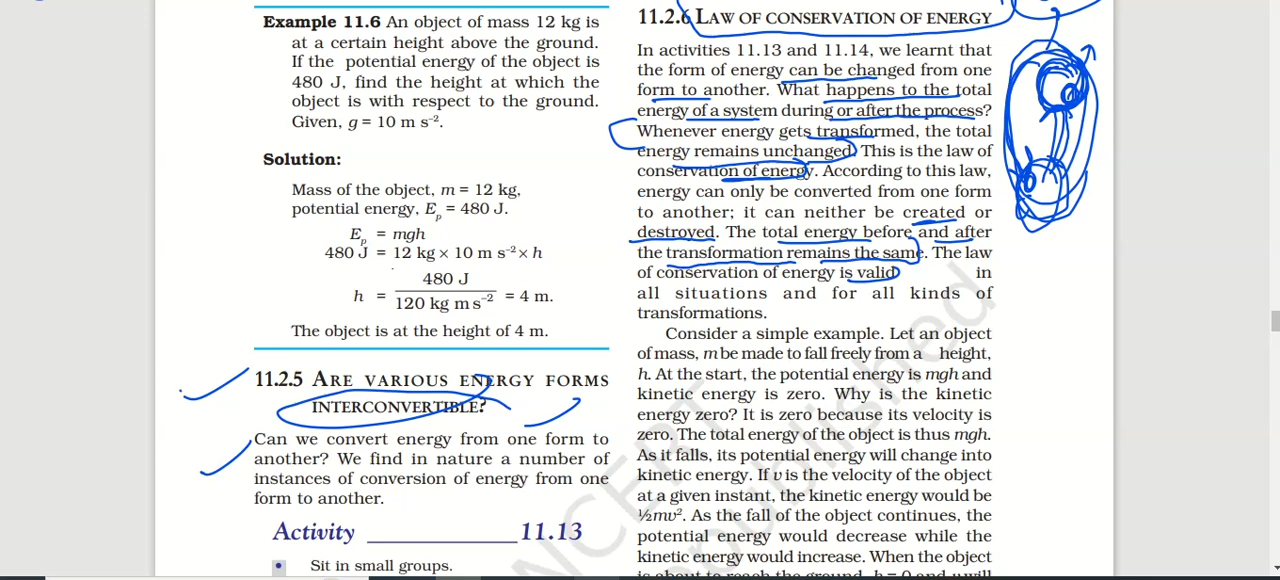 Example 11.6 An object of mass 12 kg is
at a certain height above the ground.
If the potential energy of the object is
480 J, find the height at which the
object is with respect to the ground.
Given, g = 10 m s⁻².
Solution:
Mass of the object, m = 12 kg,
potential energy, Eₚ = 480 J.
Eₚ = mgh
480 J = 12 kg × 10 m s⁻² × h
h = 480 J / 120 kg m s⁻² = 4 m.
The object is at the height of 4 m.
11.2.5 ARE VARIOUS ENERGY FORMS
INTERCONVERTIBLE?
Can we convert energy from one form to
another? We find in nature a number of
instances of conversion of energy from one
form to another.
Activity ______________ 11.13
• Sit in small groups.
11.2.6 LAW OF CONSERVATION OF ENERGY
In activities 11.13 and 11.14, we learnt that
the form of energy can be changed from one
form to another. What happens to the total
energy of a system during or after the process?
Whenever energy gets transformed, the total
energy remains unchanged. This is the law of
conservation of energy. According to this law,
energy can only be converted from one form
to another; it can neither be created or
destroyed. The total energy before and after
the transformation remains the same. The law
of conservation of energy is valid in
all situations and for all kinds of
transformations.
Consider a simple example. Let an object
of mass, m be made to fall freely from a height,
h. At the start, the potential energy is mgh and
kinetic energy is zero. Why is the kinetic
energy zero? It is zero because its velocity is
zero. The total energy of the object is thus mgh.
As it falls, its potential energy will change into
kinetic energy. If v is the velocity of the object
at a given instant, the kinetic energy would be
½mv². As the fall of the object continues, the
potential energy would decrease while the
kinetic energy would increase. When the object
is about to reach the ground, h = 0 and v will
NCERT
published